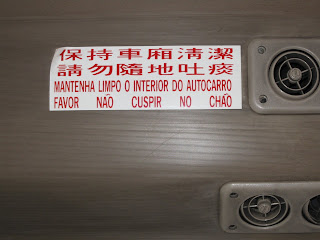 保持車廂清潔
請勿隨地吐痰
MANTENHA LIMPO O INTERIOR DO AUTOCARRO
FAVOR NÃO CUSPIR NO CHÃO